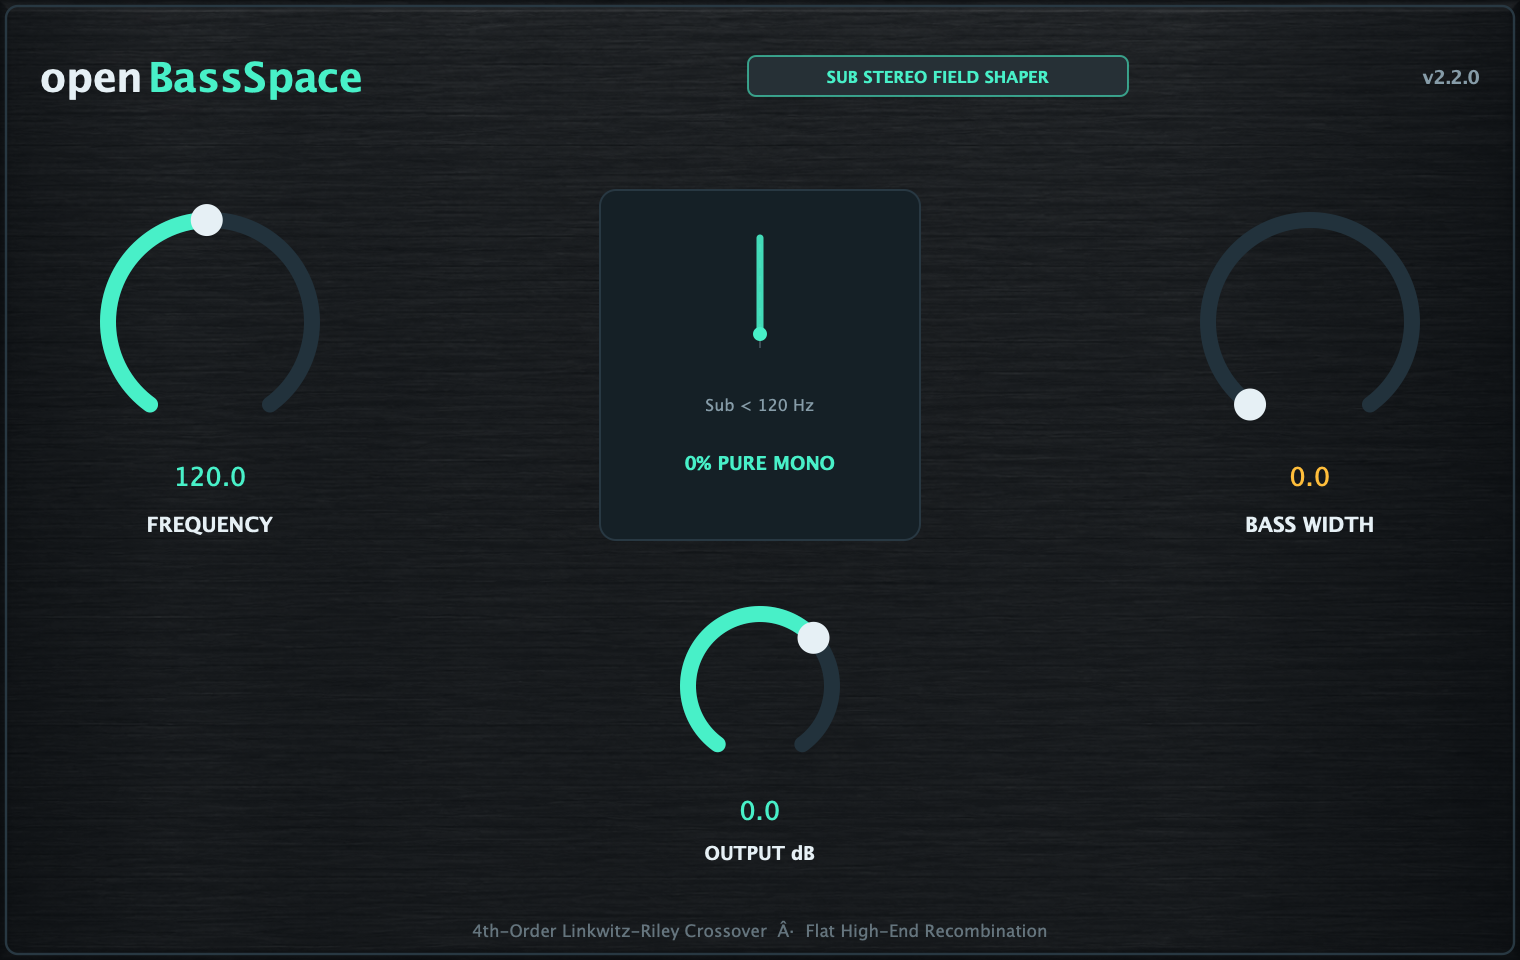 open BassSpace
SUB STEREO FIELD SHAPER
v2.2.0
Sub < 120 Hz
0% PURE MONO
120.0
FREQUENCY
0.0
BASS WIDTH
0.0
OUTPUT dB
4th-Order Linkwitz-Riley Crossover Â· Flat High-End Recombination